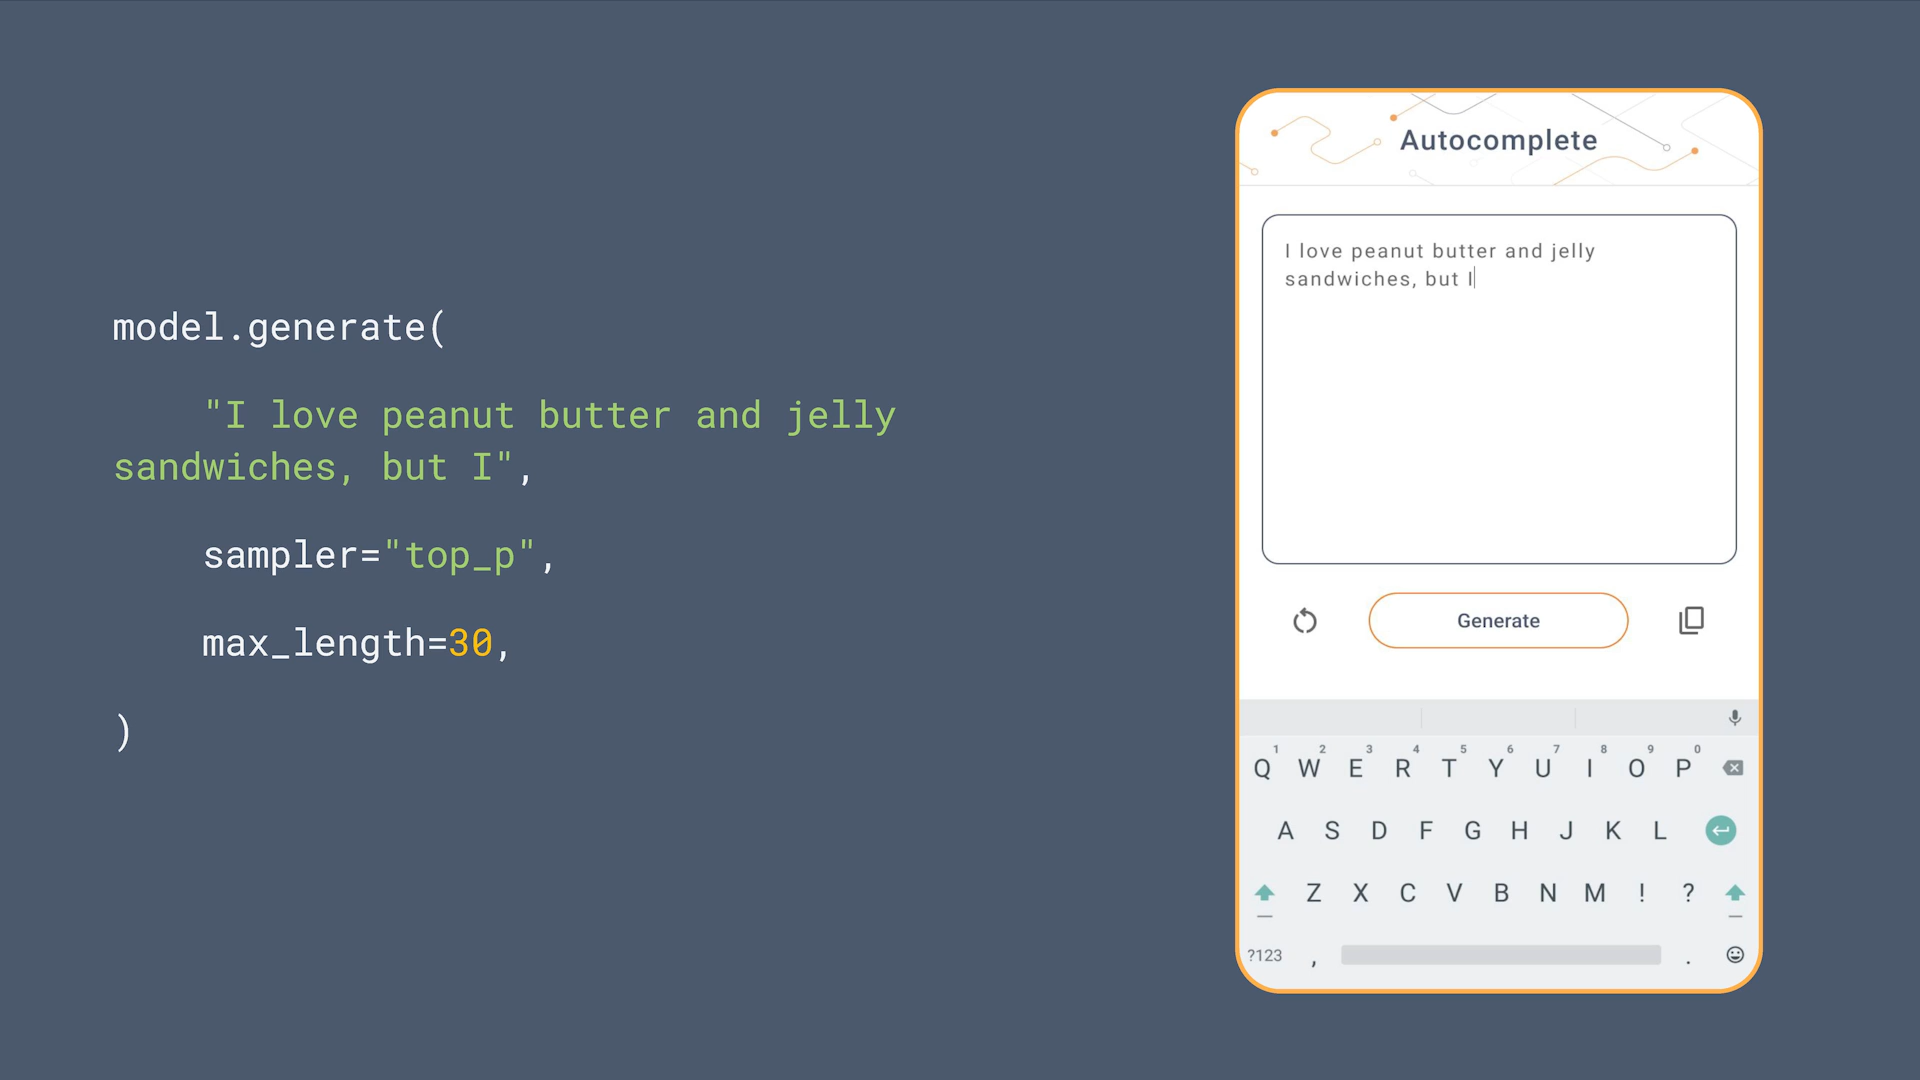 model.generate(
"I love peanut butter and jelly
sandwiches, but I",
sampler="top_p",
max_length=30,
)
Autocomplete
I love peanut butter and jelly
sandwiches, but I
Generate
1 2 3 4 5 6 7 8 9 0
Q W E R T Y U I O P
A S D F G H J K L
Z X C V B N M ! ?
?123 , .